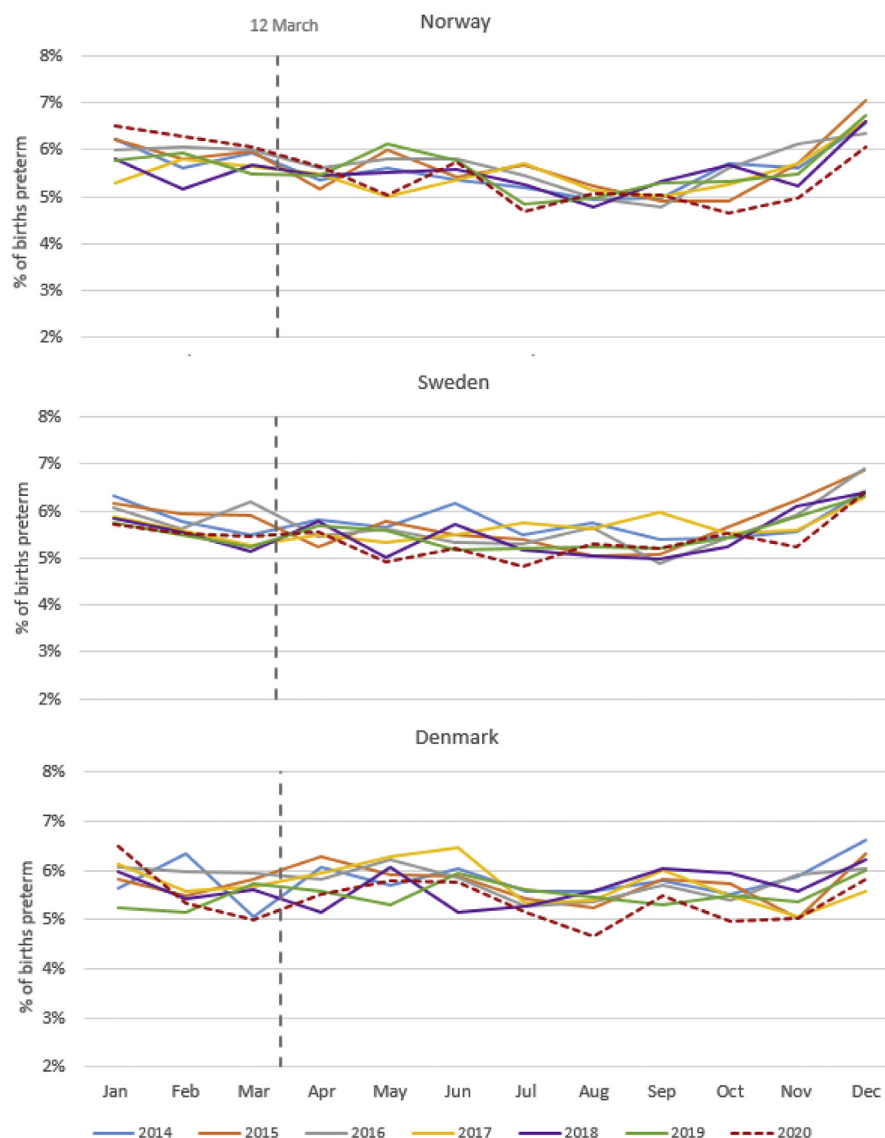 12 March
Norway
% of births preterm
8%
7%
6%
5%
4%
3%
2%
Sweden
% of births preterm
8%
7%
6%
5%
4%
3%
2%
Denmark
% of births preterm
8%
7%
6%
5%
4%
3%
2%
Jan Feb Mar Apr May Jun Jul Aug Sep Oct Nov Dec
2014 2015 2016 2017 2018 2019 2020